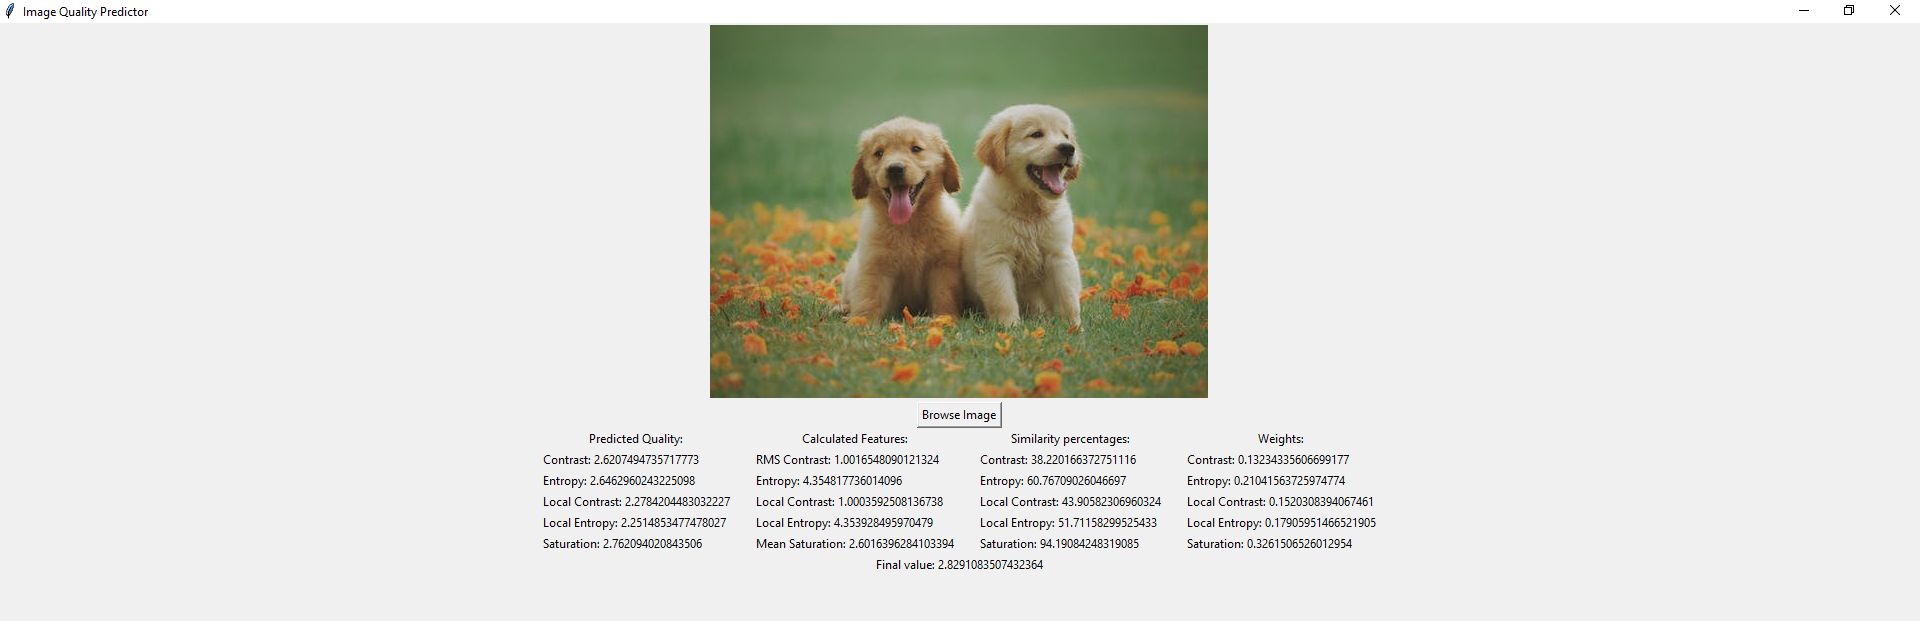 Image Quality Predictor
Browse Image
Predicted Quality:
Contrast: 2.6207494735717773
Entropy: 2.6462960243225098
Local Contrast: 2.2784204483032227
Local Entropy: 2.2514853477478027
Saturation: 2.762094020843506
Calculated Features:
RMS Contrast: 1.0016548090121324
Entropy: 4.354817736014096
Local Contrast: 1.0003592508136738
Local Entropy: 4.353928495970479
Mean Saturation: 2.6016396284103394
Similarity percentages:
Contrast: 38.220166372751116
Entropy: 60.76709026046697
Local Contrast: 43.90582306960324
Local Entropy: 51.71158299525433
Saturation: 94.19084248319085
Weights:
Contrast: 0.13234335606699177
Entropy: 0.21041563725974774
Local Contrast: 0.1520308394067461
Local Entropy: 0.17905951466521905
Saturation: 0.3261506526012954
Final value: 2.8291083507432364